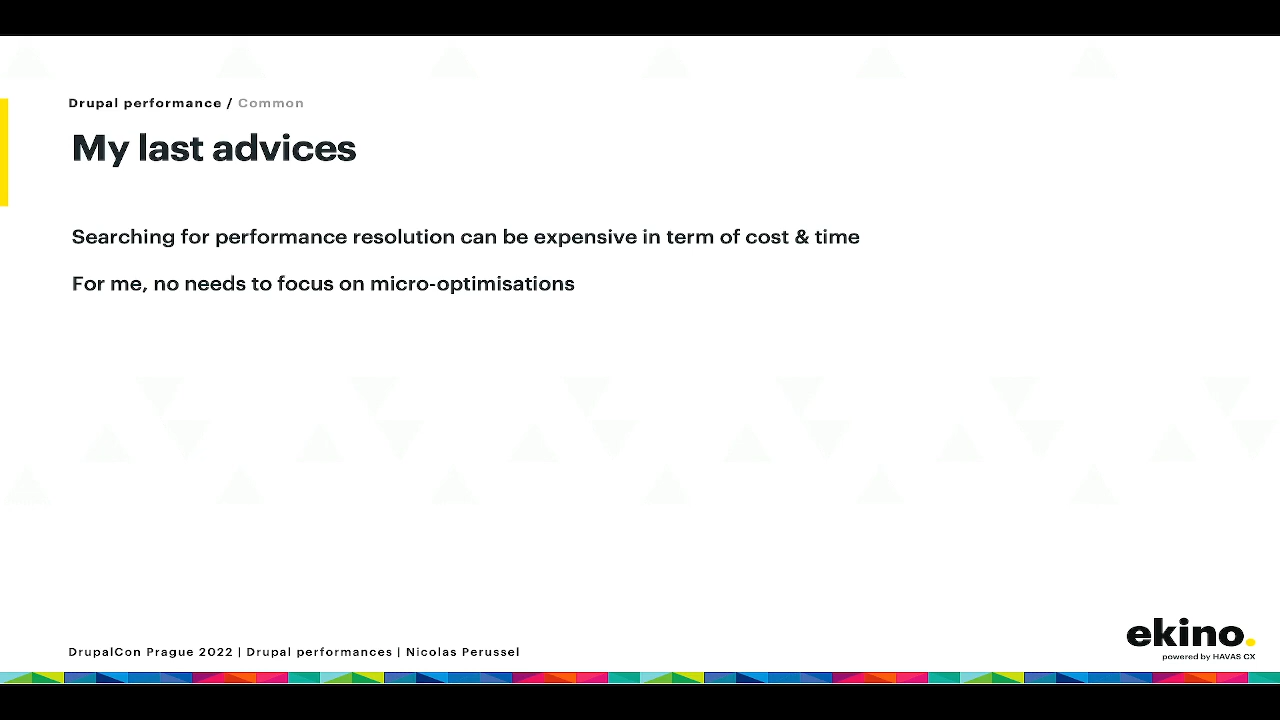 Drupal performance / Common
My last advices
Searching for performance resolution can be expensive in term of cost & time
For me, no needs to focus on micro-optimisations
DrupalCon Prague 2022 | Drupal performances | Nicolas Perussel
ekino.
powered by HAVAS CX